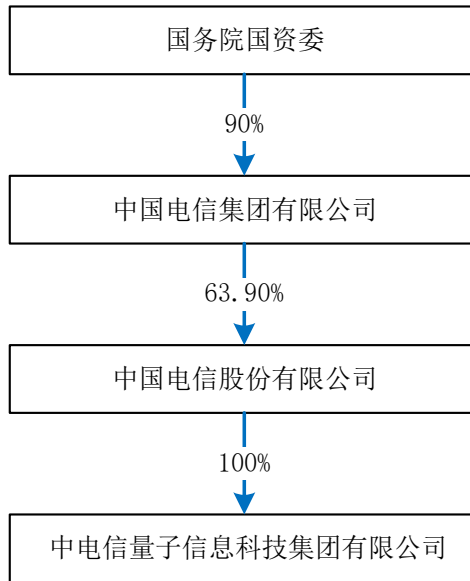 国务院国资委
90%
中国电信集团有限公司
63.90%
中国电信股份有限公司
100%
中电信量子信息科技集团有限公司